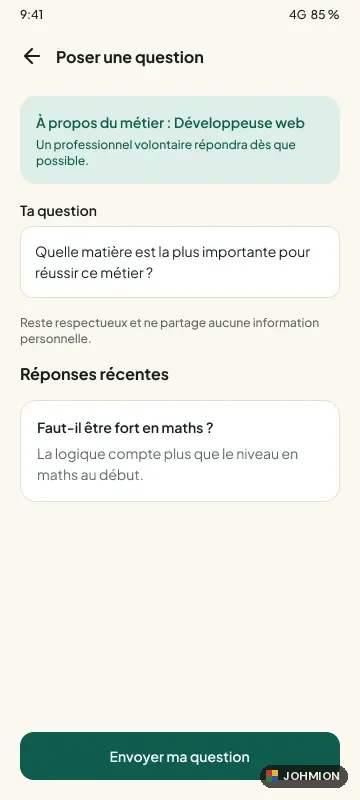 9:41
4G 85 %
Poser une question
À propos du métier : Développeuse web
Un professionnel volontaire répondra dès que
possible.
Ta question
Quelle matière est la plus importante pour
réussir ce métier ?
Reste respectueux et ne partage aucune information
personnelle.
Réponses récentes
Faut-il être fort en maths ?
La logique compte plus que le niveau en
maths au début.
Envoyer ma question
JOHMION